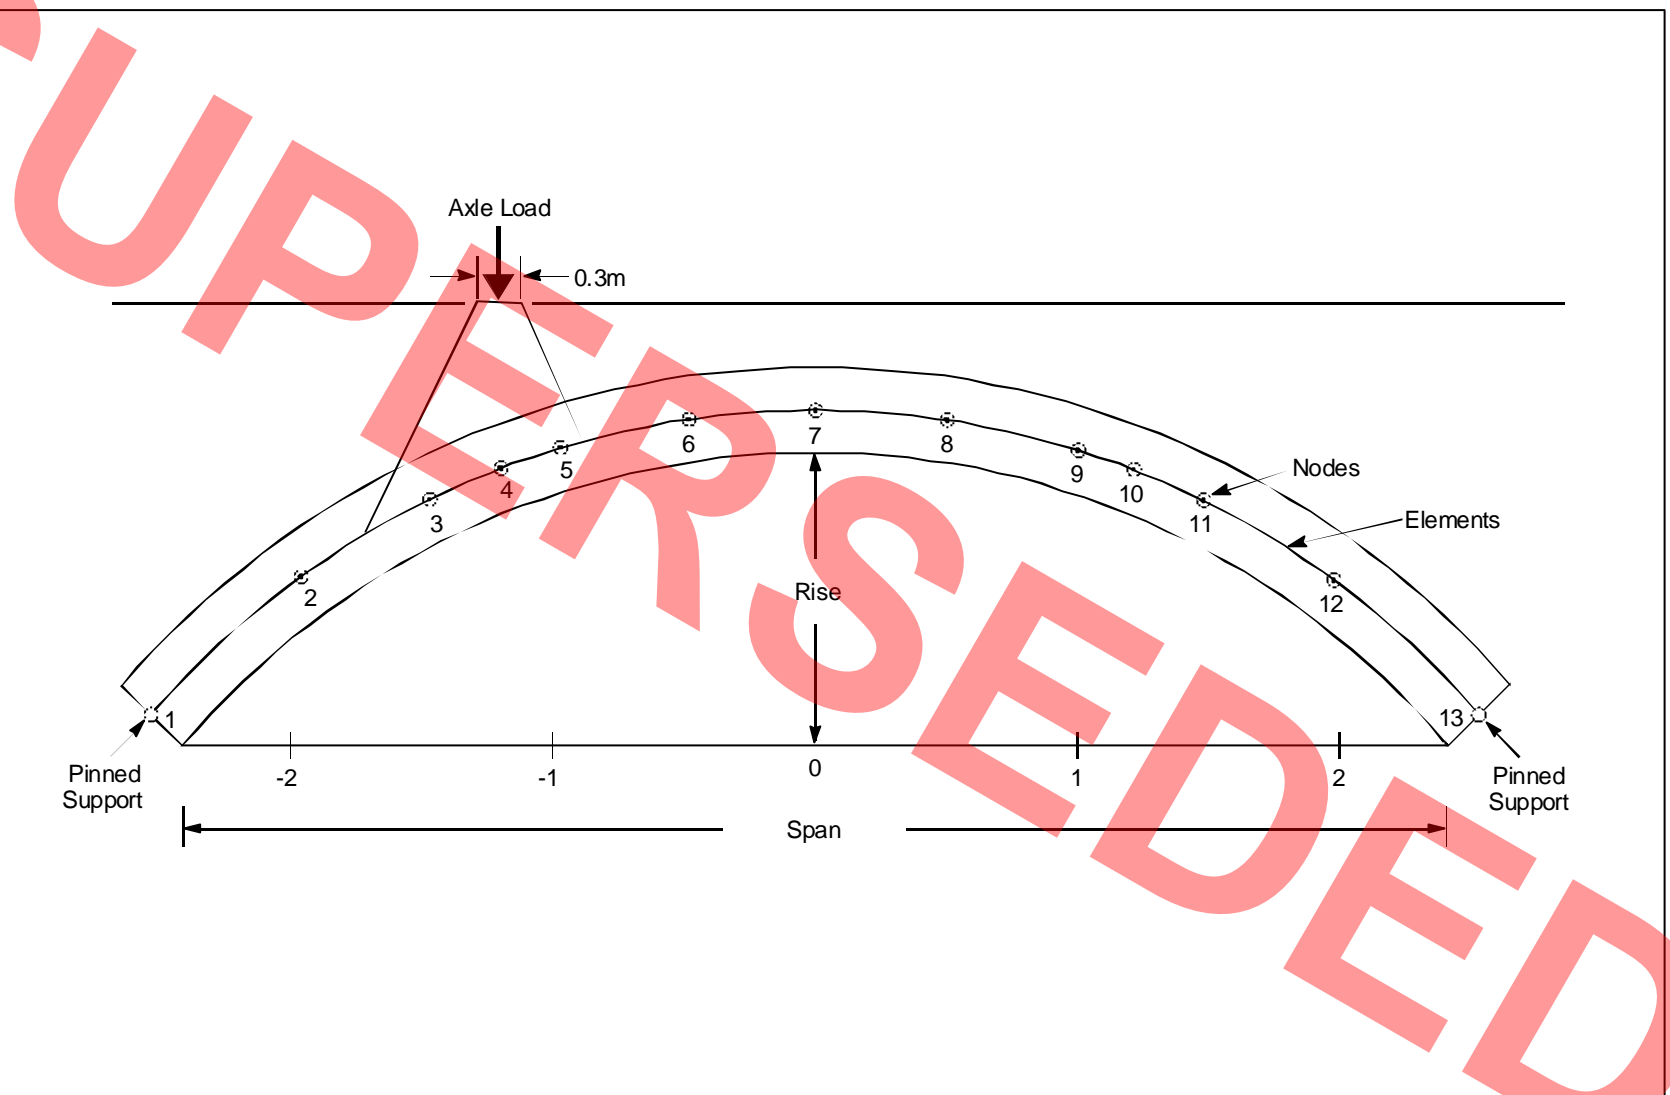 SUPERSEDED
Axle Load
0.3m
1
2
3
4
5
6
7
8
9
10
11
12
13
Nodes
Elements
Rise
-2
-1
0
1
2
Pinned
Support
Pinned
Support
Span